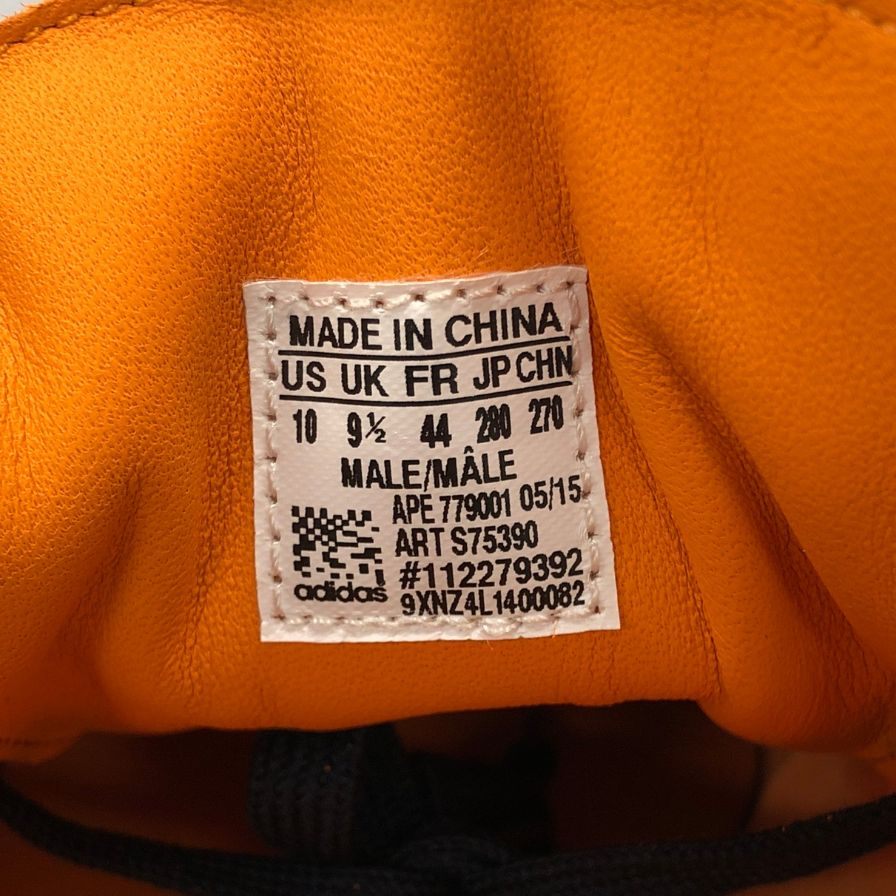 MADE IN CHINA
US UK FR JP CHN
10 9½ 44 280 270
MALE/MÂLE
APE 779001 05/15
ART S75390
#112279392
adidas 9XNZ4L1400082